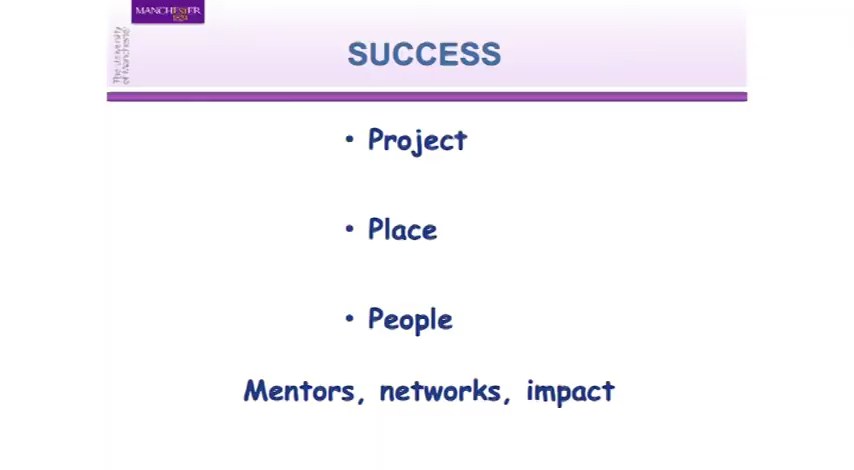 MANCHESTER
1824
The University
of Manchester
SUCCESS
• Project
• Place
• People
Mentors, networks, impact